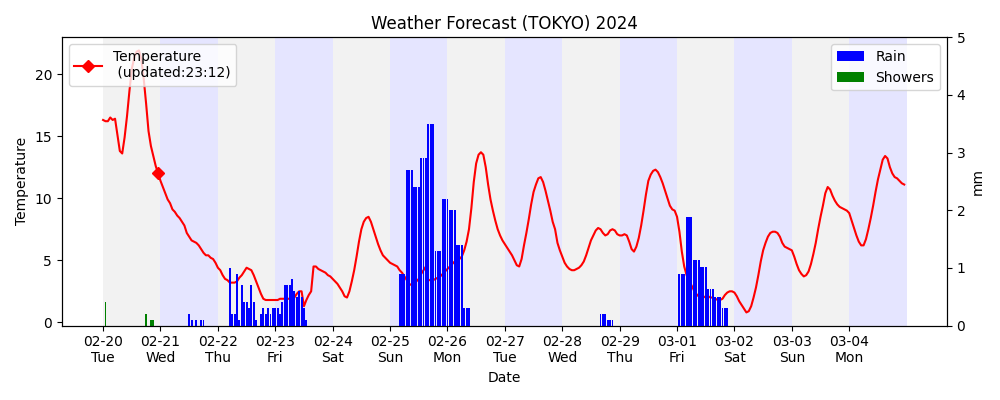 Weather Forecast (TOKYO) 2024
Temperature
(updated:23:12)
Rain
Showers
Temperature
20
15
10
5
0
5
4
3
2
1
0
mm
02-20 02-21 02-22 02-23 02-24 02-25 02-26 02-27 02-28 02-29 03-01 03-02 03-03 03-04
Tue Wed Thu Fri Sat Sun Mon Tue Wed Thu Fri Sat Sun Mon
Date